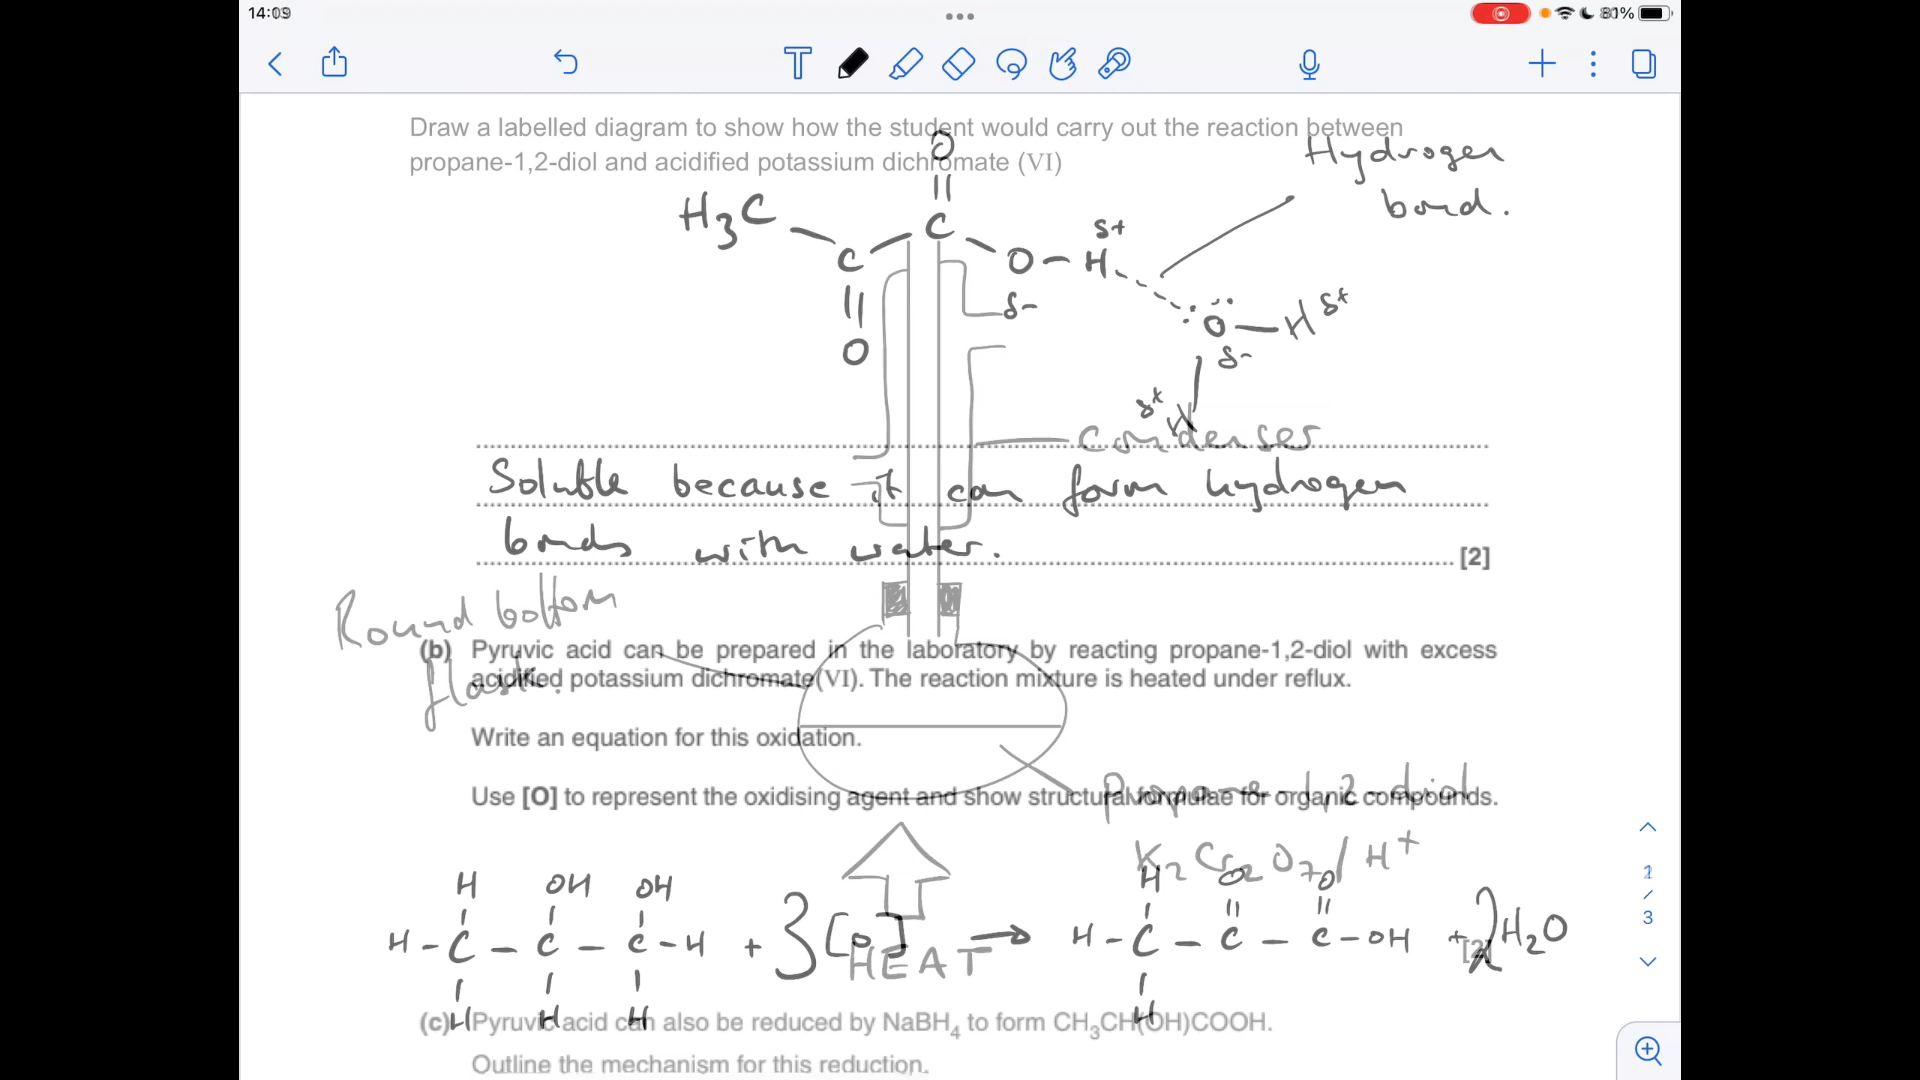 14:09
81%
Draw a labelled diagram to show how the student would carry out the reaction between
propane-1,2-diol and acidified potassium dichromate (VI)
Hydrogen
bond.
O
H₃C C δ+
C O - H
δ-
O
:O — H δ+
δ-
δ+
H
condenser
Soluble because it can form hydrogen
bonds with water.
[2]
Round bottom
flask.
(b) Pyruvic acid can be prepared in the laboratory by reacting propane-1,2-diol with excess
acidified potassium dichromate(VI). The reaction mixture is heated under reflux.
Write an equation for this oxidation.
Use [O] to represent the oxidising agent and show structural formulae for organic compounds.
propane-1,2-diol
K₂Cr₂O₇/H⁺
H OH OH H O O
H - C - C - C - H + 3[O] → H - C - C - C - OH + 2H₂O
HEAT
[2]
H H H H
(c) Pyruvic acid can also be reduced by NaBH₄ to form CH₃CH(OH)COOH.
Outline the mechanism for this reduction.
3